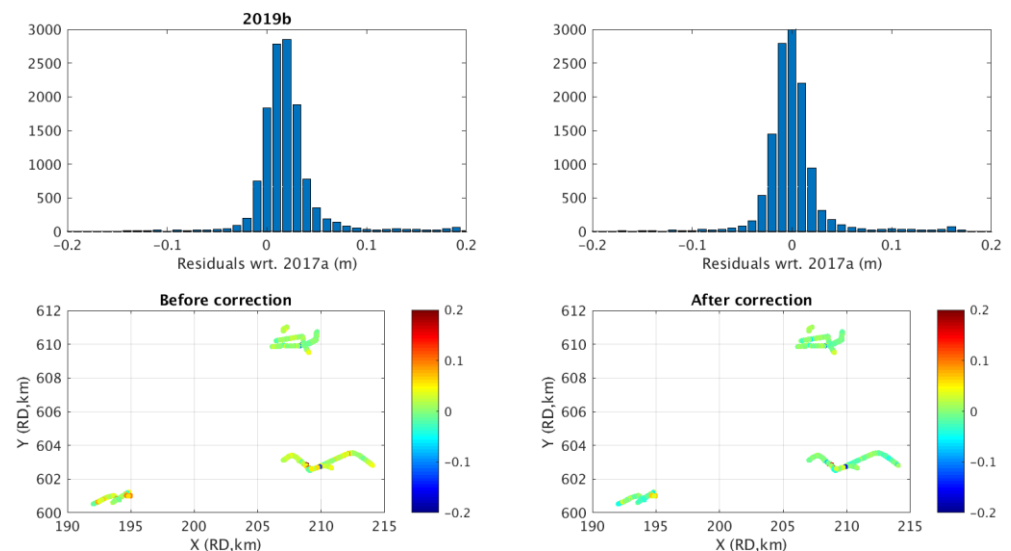 2019b
3000
2500
2000
1500
1000
500
0
−0.2 −0.1 0 0.1 0.2
Residuals wrt. 2017a (m)
3000
2500
2000
1500
1000
500
0
−0.2 −0.1 0 0.1 0.2
Residuals wrt. 2017a (m)
Before correction
612
610
608
606
604
602
600
Y (RD,km)
190 195 200 205 210 215
X (RD,km)
0.2
0.1
0
−0.1
−0.2
After correction
612
610
608
606
604
602
600
Y (RD,km)
190 195 200 205 210 215
X (RD,km)
0.2
0.1
0
−0.1
−0.2